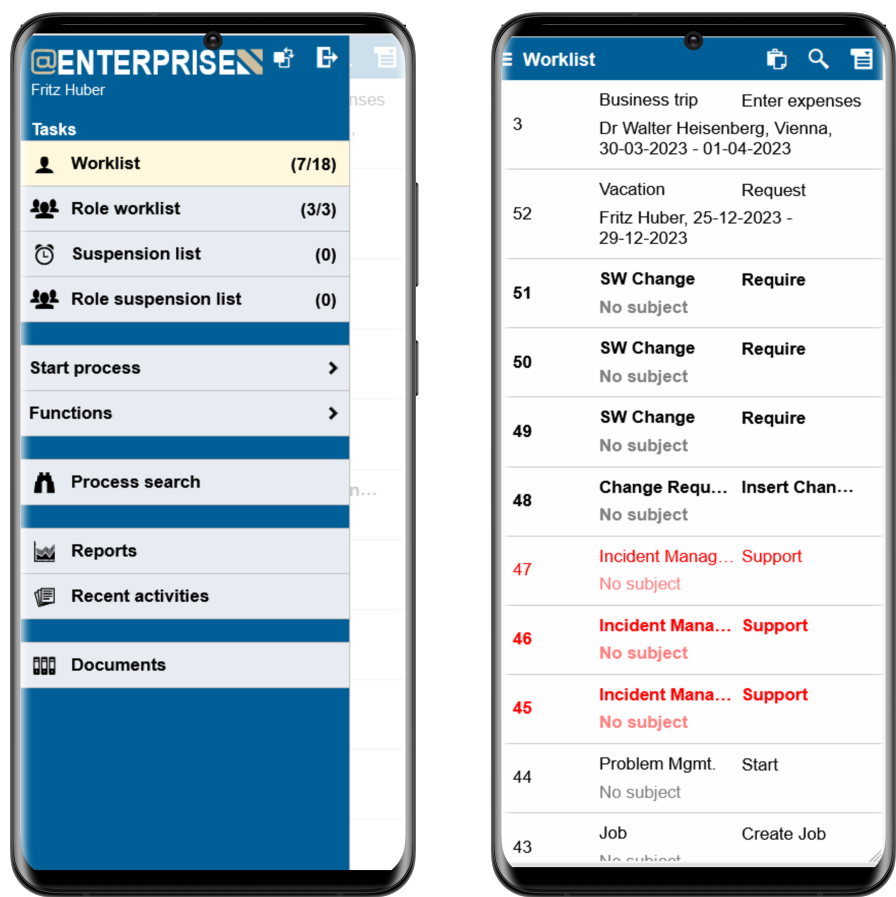 @ENTERPRISE
Fritz Huber
nses
Tasks
Worklist (7/18)
Role worklist (3/3)
Suspension list (0)
Role suspension list (0)
Start process
Functions
Process search
n...
Reports
Recent activities
Documents
Worklist
Business trip Enter expenses
3
Dr Walter Heisenberg, Vienna,
30-03-2023 - 01-04-2023
Vacation Request
52
Fritz Huber, 25-12-2023 -
29-12-2023
SW Change Require
51
No subject
SW Change Require
50
No subject
SW Change Require
49
No subject
Change Requ... Insert Chan...
48
No subject
Incident Manag... Support
47
No subject
Incident Mana... Support
46
No subject
Incident Mana... Support
45
No subject
Problem Mgmt. Start
44
No subject
Job Create Job
43
No subject